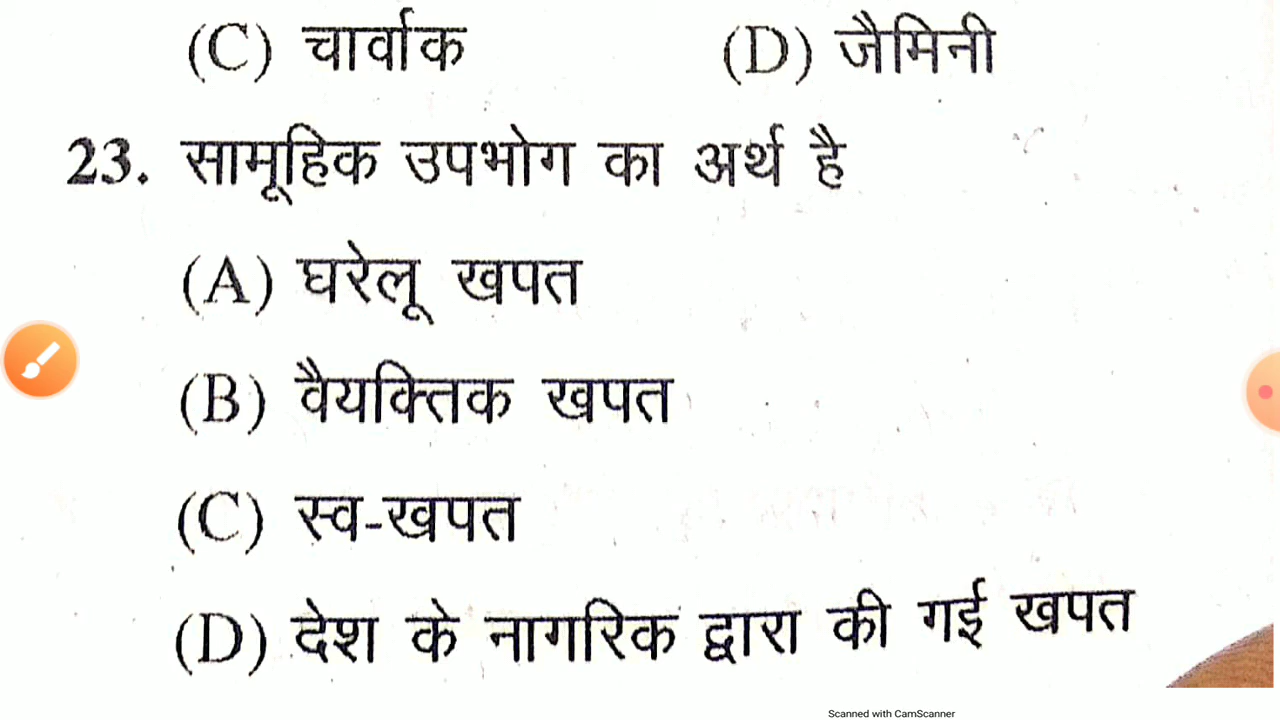 (C) चार्वाक (D) जैमिनी
23. सामूहिक उपभोग का अर्थ है
(A) घरेलू खपत
(B) वैयक्तिक खपत
(C) स्व-खपत
(D) देश के नागरिक द्वारा की गई खपत
Scanned with CamScanner